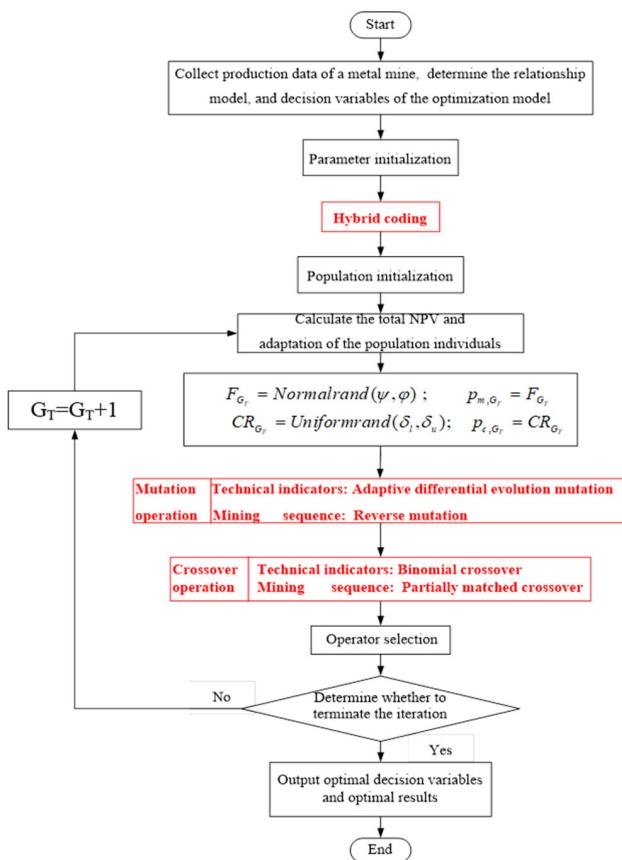 Start
Collect production data of a metal mine, determine the relationship
model, and decision variables of the optimization model
Parameter initialization
Hybrid coding
Population initialization
Calculate the total NPV and
adaptation of the population individuals
G_T=G_T+1
F_{G_T} = Normalrand(ψ,φ) ; p_{m,G_T} = F_{G_T}
CR_{G_T} = Uniformrand(δ_l,δ_u); p_{c,G_T} = CR_{G_T}
Mutation Technical indicators: Adaptive differential evolution mutation
operation Mining sequence: Reverse mutation
Crossover Technical indicators: Binomial crossover
operation Mining sequence: Partially matched crossover
Operator selection
No
Determine whether to
terminate the iteration
Yes
Output optimal decision variables
and optimal results
End